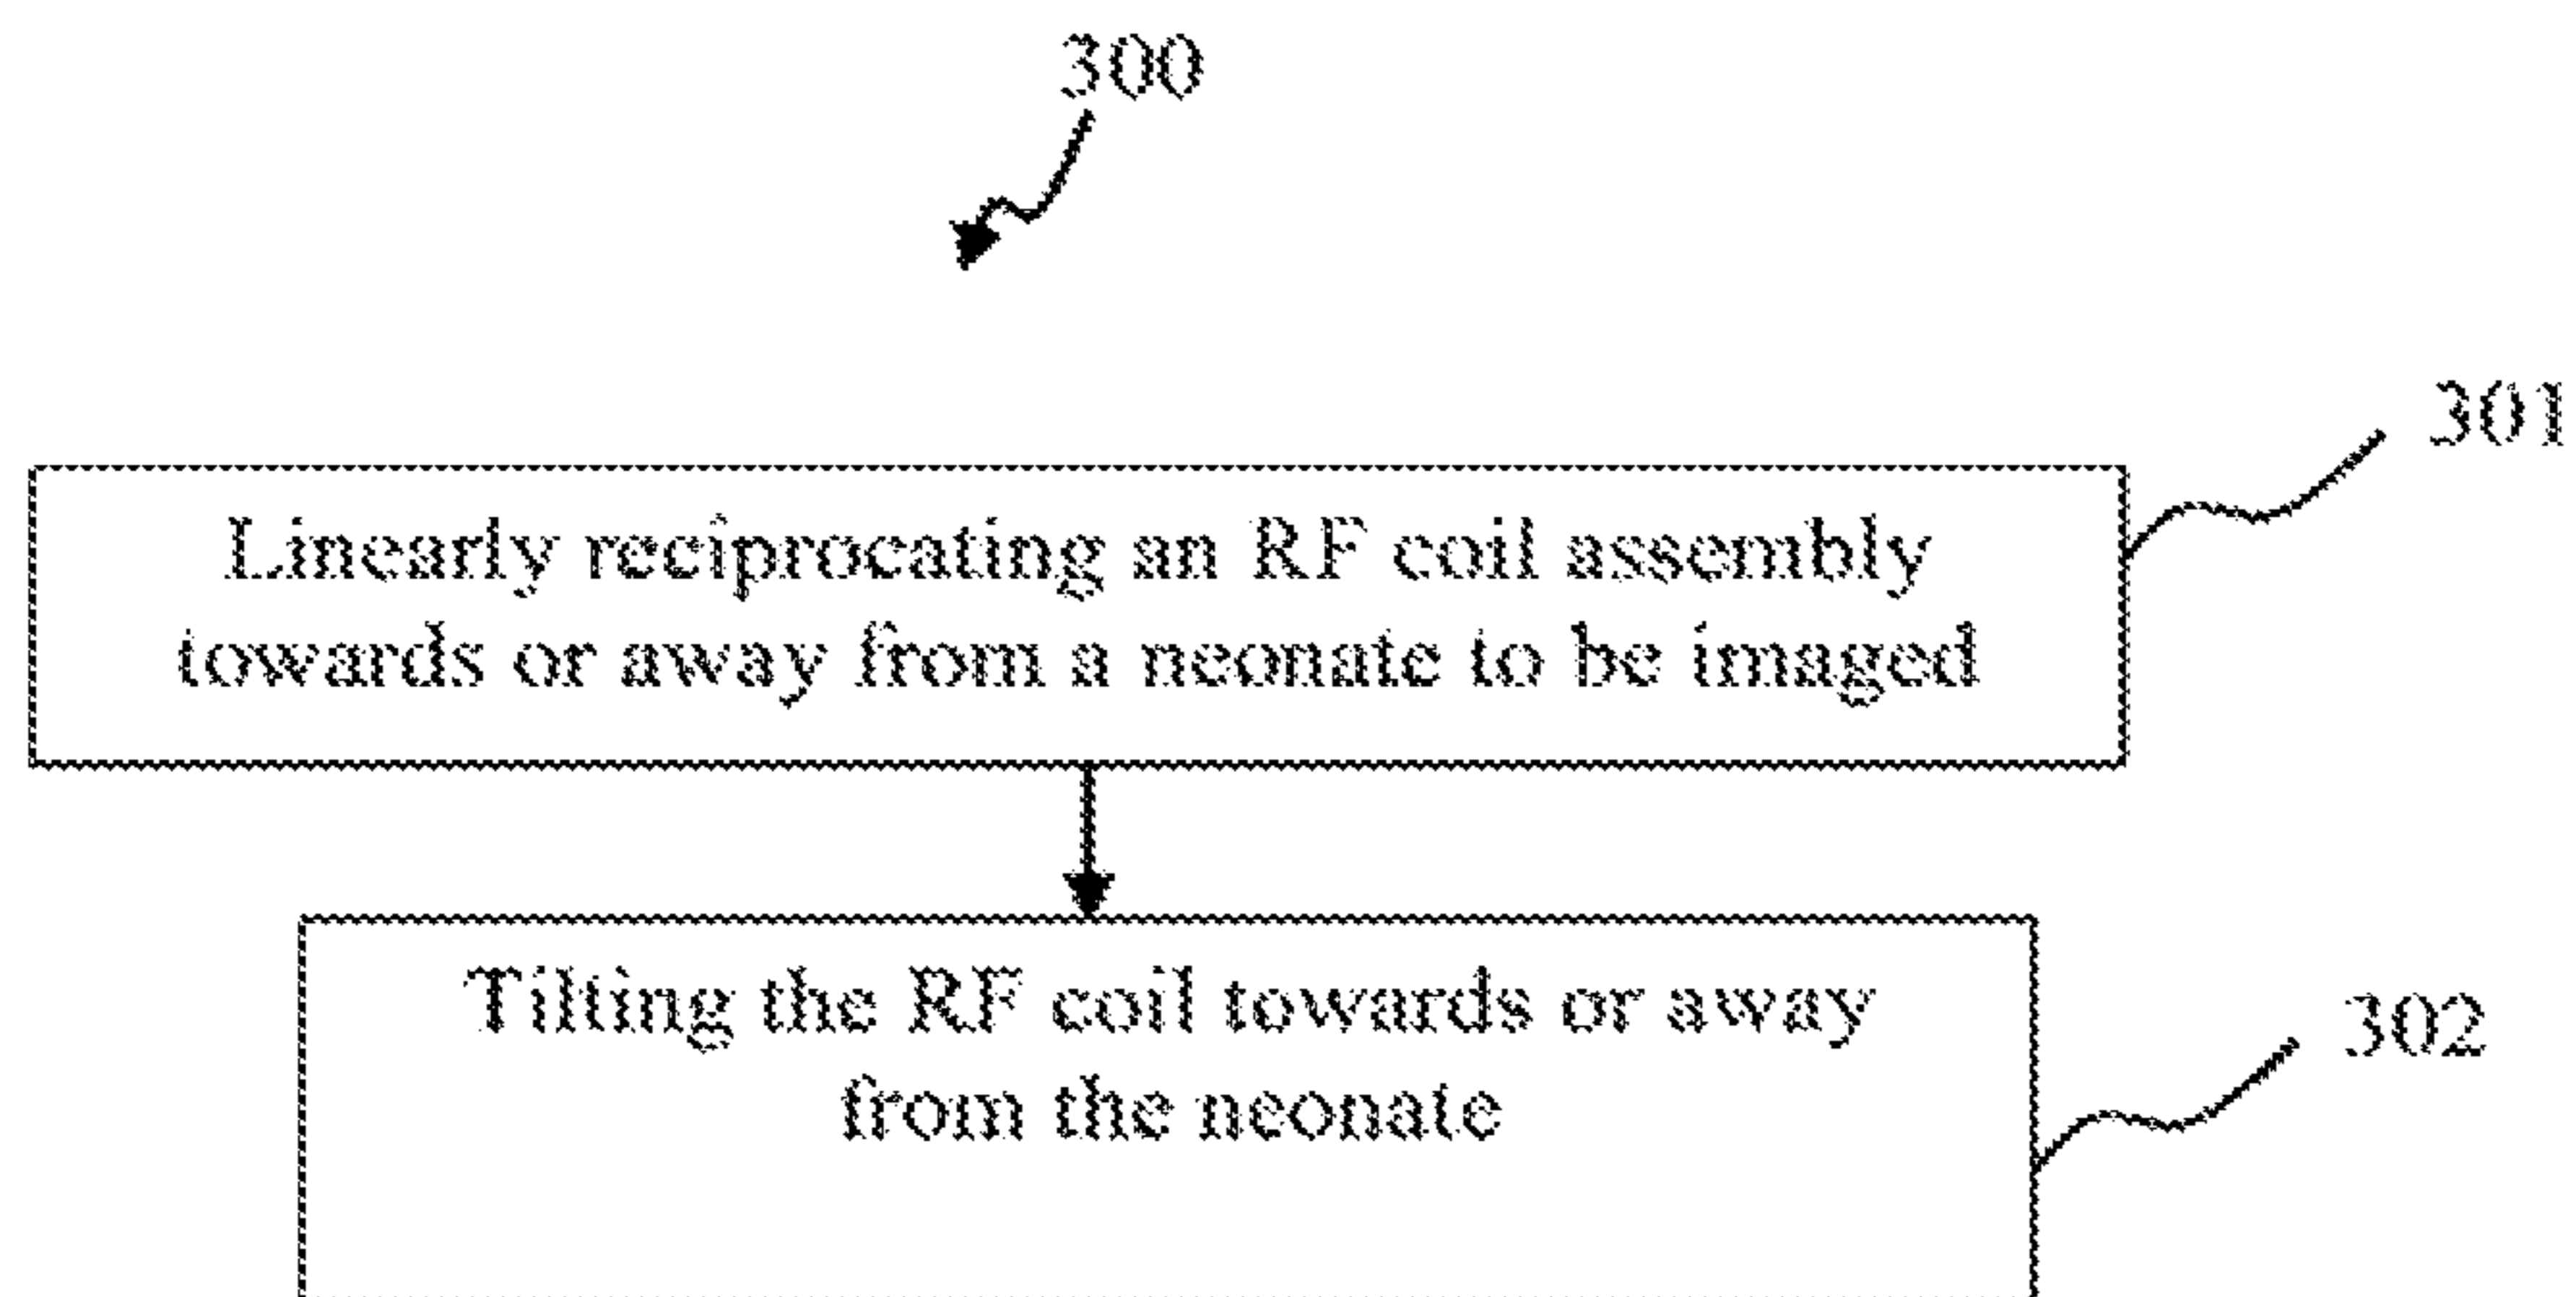 300
301
Linearly reciprocating an RF coil assembly
towards or away from a neonate to be imaged
Tilting the RF coil towards or away
from the neonate
302